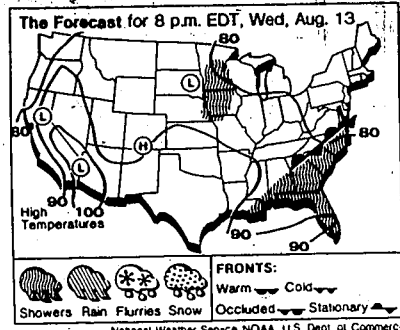 The Forecast for 8 p.m. EDT, Wed, Aug. 13
80
L
L
80
80
H
L
90 100
High
Temperatures
90
90
Showers Rain Flurries Snow
FRONTS:
Warm Cold
Occluded Stationary
National Weather Service NOAA, U.S. Dept. of Commerce